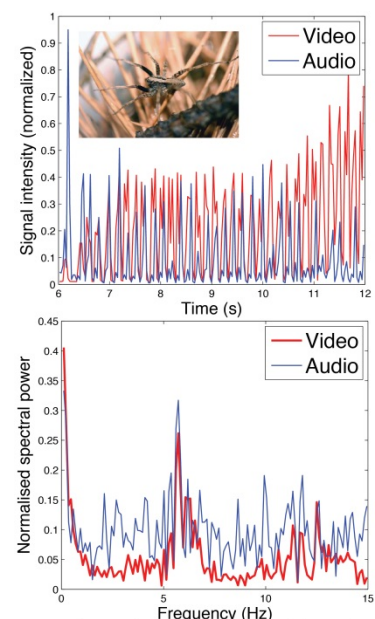 Signal intensity (normalized)
1
0.9
0.8
0.7
0.6
0.5
0.4
0.3
0.2
0.1
0
Video
Audio
6 7 8 9 10 11 12
Time (s)
Normalised spectral power
0.45
0.4
0.35
0.3
0.25
0.2
0.15
0.1
0.05
0
Video
Audio
0 5 10 15
Frequency (Hz)